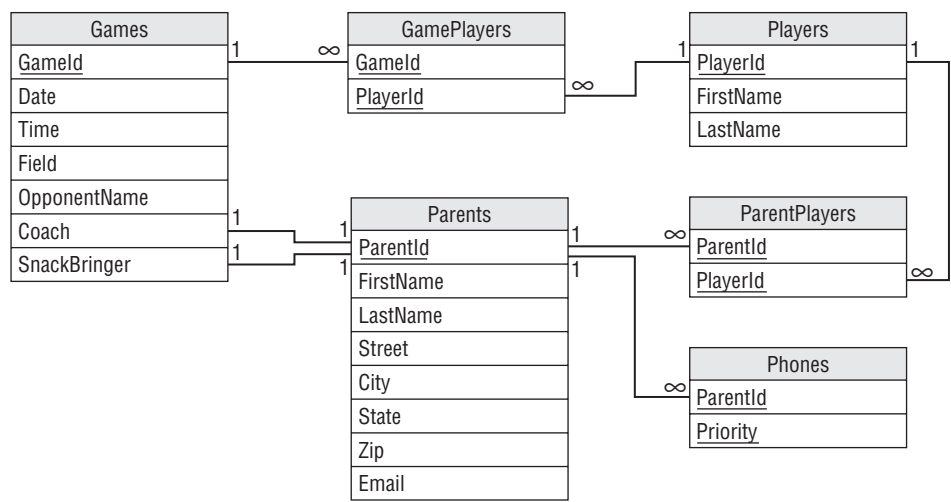 Games
GameId
Date
Time
Field
OpponentName
Coach
SnackBringer
1
1
1
∞
GamePlayers
GameId
PlayerId
∞
1
Players
PlayerId
FirstName
LastName
1
1
1
Parents
ParentId
FirstName
LastName
Street
City
State
Zip
Email
1
1
∞
ParentPlayers
ParentId
PlayerId
∞
∞
Phones
ParentId
Priority